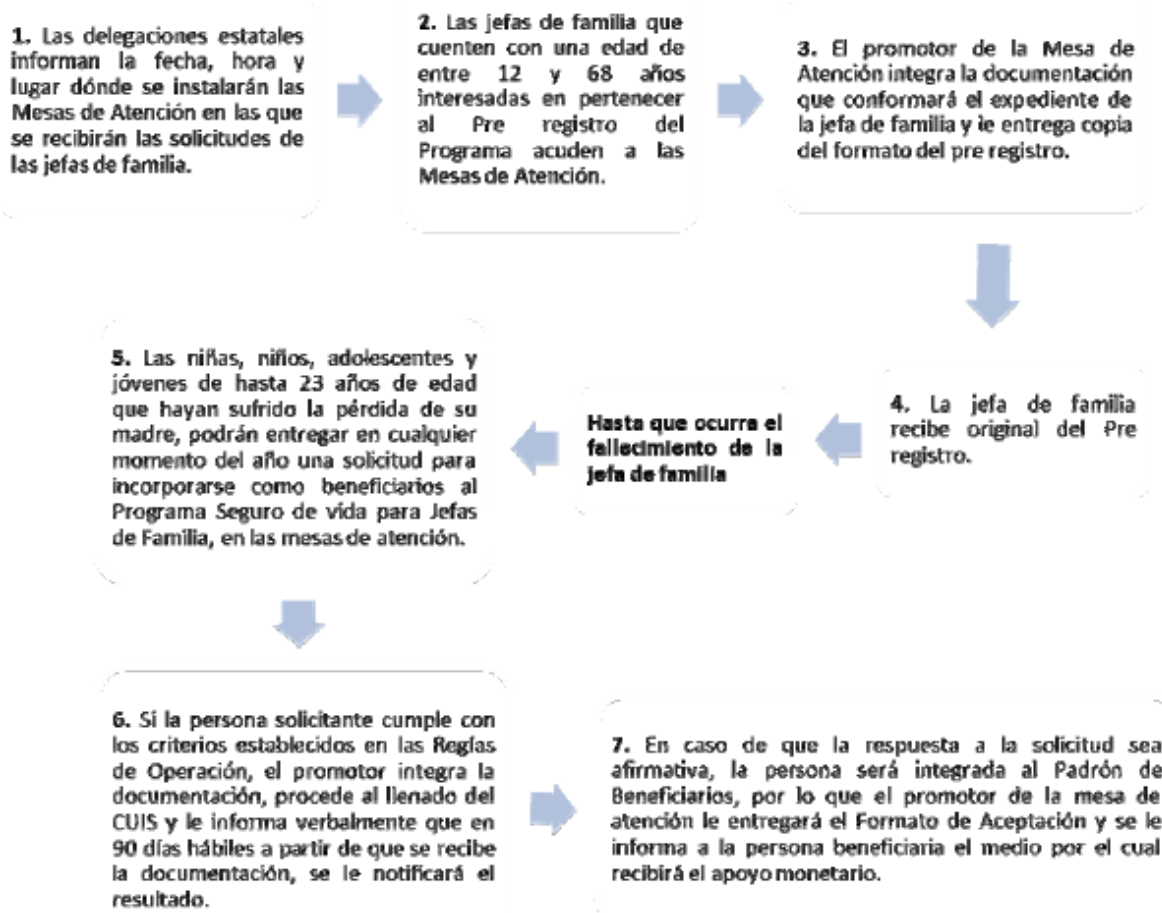 1. Las delegaciones estatales
informan la fecha, hora y
lugar dónde se instalarán las
Mesas de Atención en las que
se recibirán las solicitudes de
las jefas de familia.
2. Las jefas de familia que
cuenten con una edad de
entre 12 y 68 años
interesadas en pertenecer
al Pre registro del
Programa acuden a las
Mesas de Atención.
3. El promotor de la Mesa de
Atención integra la documentación
que conformará el expediente de
la jefa de familia y le entrega copia
del formato del pre registro.
4. La jefa de familia
recibe original del Pre
registro.
Hasta que ocurra el
fallecimiento de la
jefa de familia
5. Las niñas, niños, adolescentes y
jóvenes de hasta 23 años de edad
que hayan sufrido la pérdida de su
madre, podrán entregar en cualquier
momento del año una solicitud para
incorporarse como beneficiarios al
Programa Seguro de vida para Jefas
de Familia, en las mesas de atención.
6. Si la persona solicitante cumple con
los criterios establecidos en las Reglas
de Operación, el promotor integra la
documentación, procede al llenado del
CUIS y le informa verbalmente que en
90 días hábiles a partir de que se recibe
la documentación, se le notificará el
resultado.
7. En caso de que la respuesta a la solicitud sea
afirmativa, la persona será integrada al Padrón de
Beneficiarios, por lo que el promotor de la mesa de
atención le entregará el Formato de Aceptación y se le
informa a la persona beneficiaria el medio por el cual
recibirá el apoyo monetario.